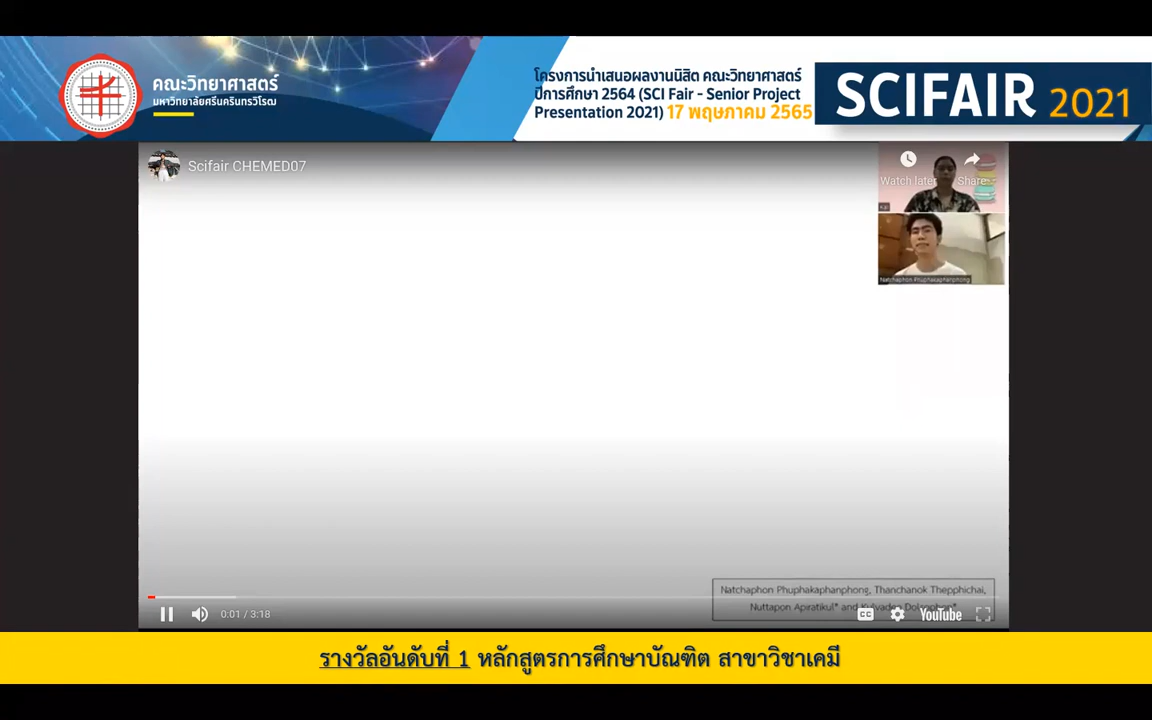 คณะวิทยาศาสตร์
มหาวิทยาลัยศรีนครินทรวิโรฒ
โครงการนำเสนอผลงานนิสิต คณะวิทยาศาสตร์
ปีการศึกษา 2564 (SCI Fair - Senior Project
Presentation 2021) 17 พฤษภาคม 2565
SCIFAIR 2021
Scifair CHEMED07
Watch later
Share
Natchaphon Phuphakaphanphong
Natchaphon Phuphakaphanphong, Thanchanok Thepphichai,
Nuttapon Apiratikul* and Kulvadee Dolsophon*
0:01 / 3:18
CC
YouTube
รางวัลอันดับที่ 1 หลักสูตรการศึกษาบัณฑิต สาขาวิชาเคมี